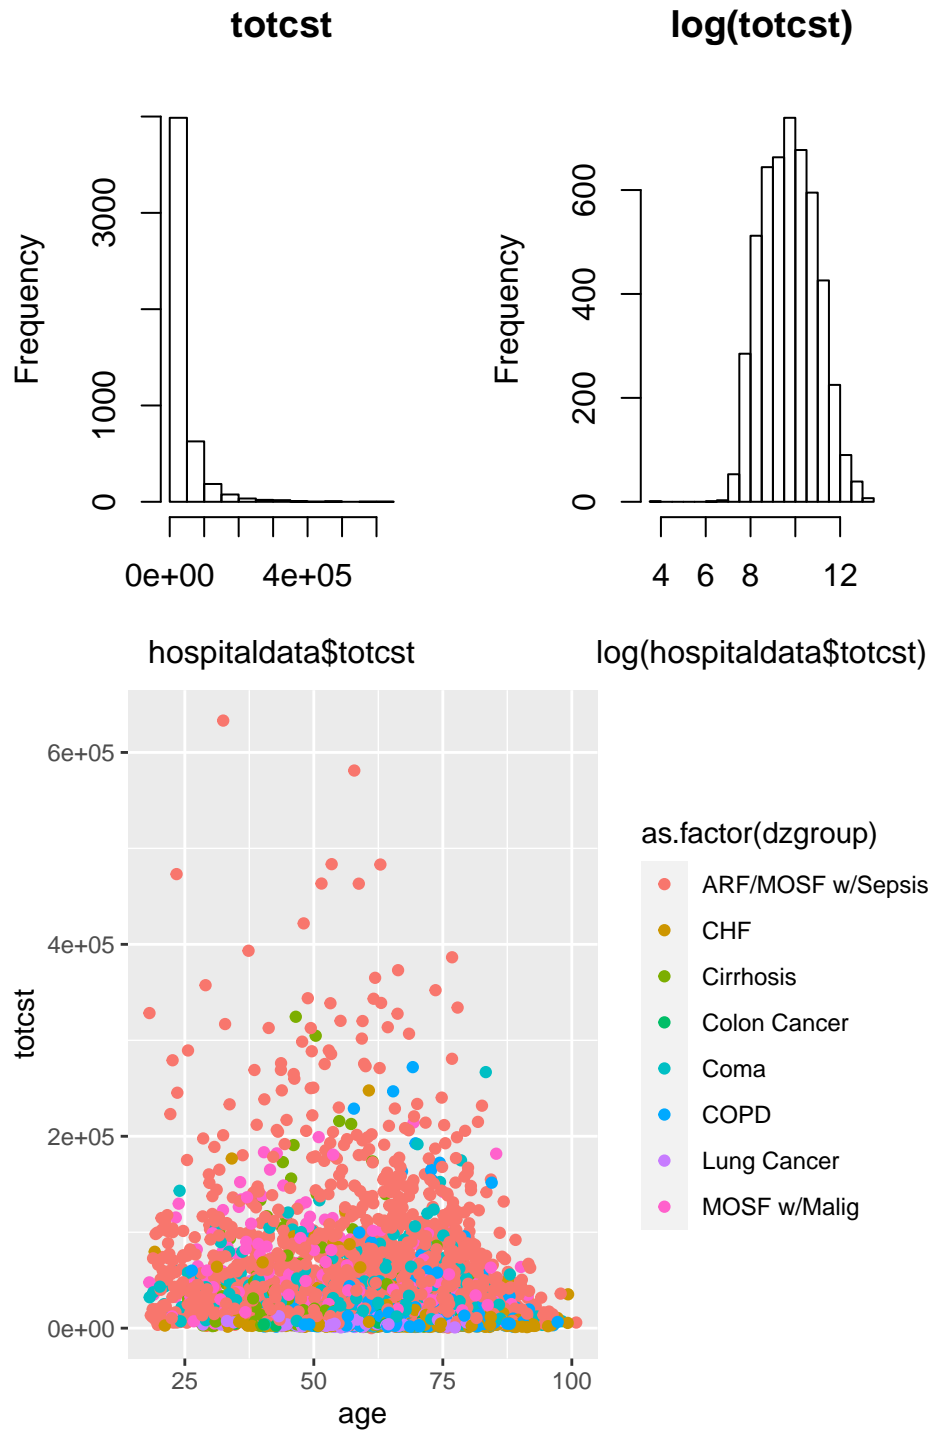 totcst
log(totcst)
Frequency
3000
1000
0
0e+00 4e+05
hospitaldata$totcst
Frequency
600
400
200
0
4 6 8 12
log(hospitaldata$totcst)
totcst
6e+05
4e+05
2e+05
0e+00
25 50 75 100
age
as.factor(dzgroup)
ARF/MOSF w/Sepsis
CHF
Cirrhosis
Colon Cancer
Coma
COPD
Lung Cancer
MOSF w/Malig